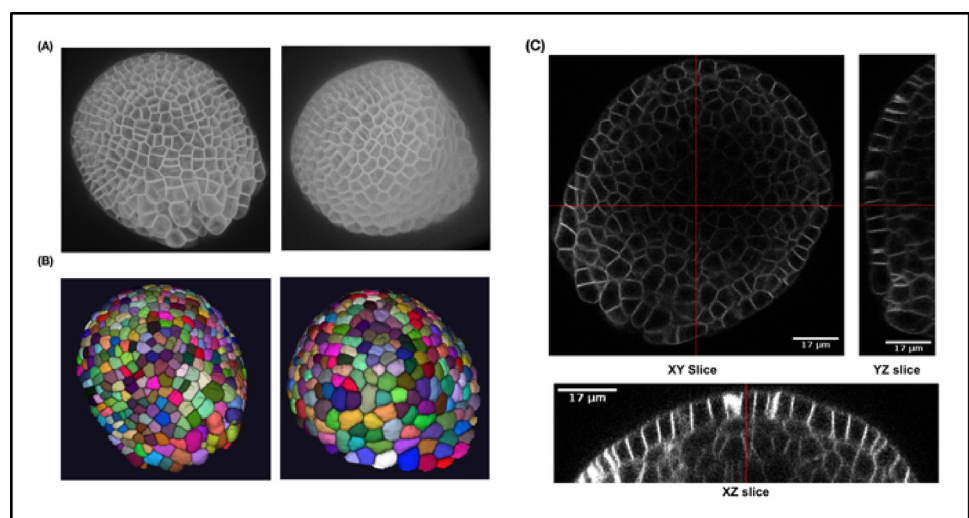 (A)
(C)
(B)
17 μm
17 μm
XY Slice
YZ slice
17 μm
XZ slice